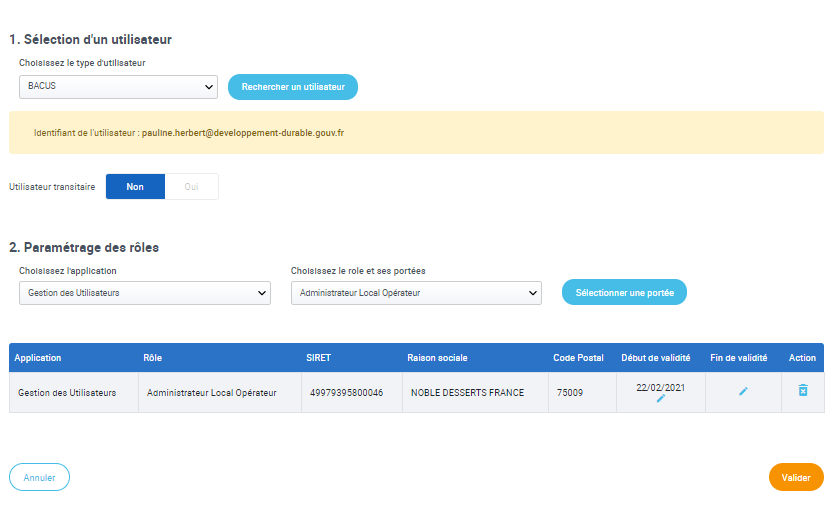 1. Sélection d'un utilisateur
Choisissez le type d'utilisateur
BACUS
Rechercher un utilisateur
Identifiant de l'utilisateur : pauline.herbert@developpement-durable.gouv.fr
Utilisateur transitaire Non Oui
2. Paramétrage des rôles
Choisissez l'application Choisissez le role et ses portées
Gestion des Utilisateurs Administrateur Local Opérateur Sélectionner une portée
Application Rôle SIRET Raison sociale Code Postal Début de validité Fin de validité Action
Gestion des Utilisateurs Administrateur Local Opérateur 49979395800046 NOBLE DESSERTS FRANCE 75009 22/02/2021
Annuler Valider